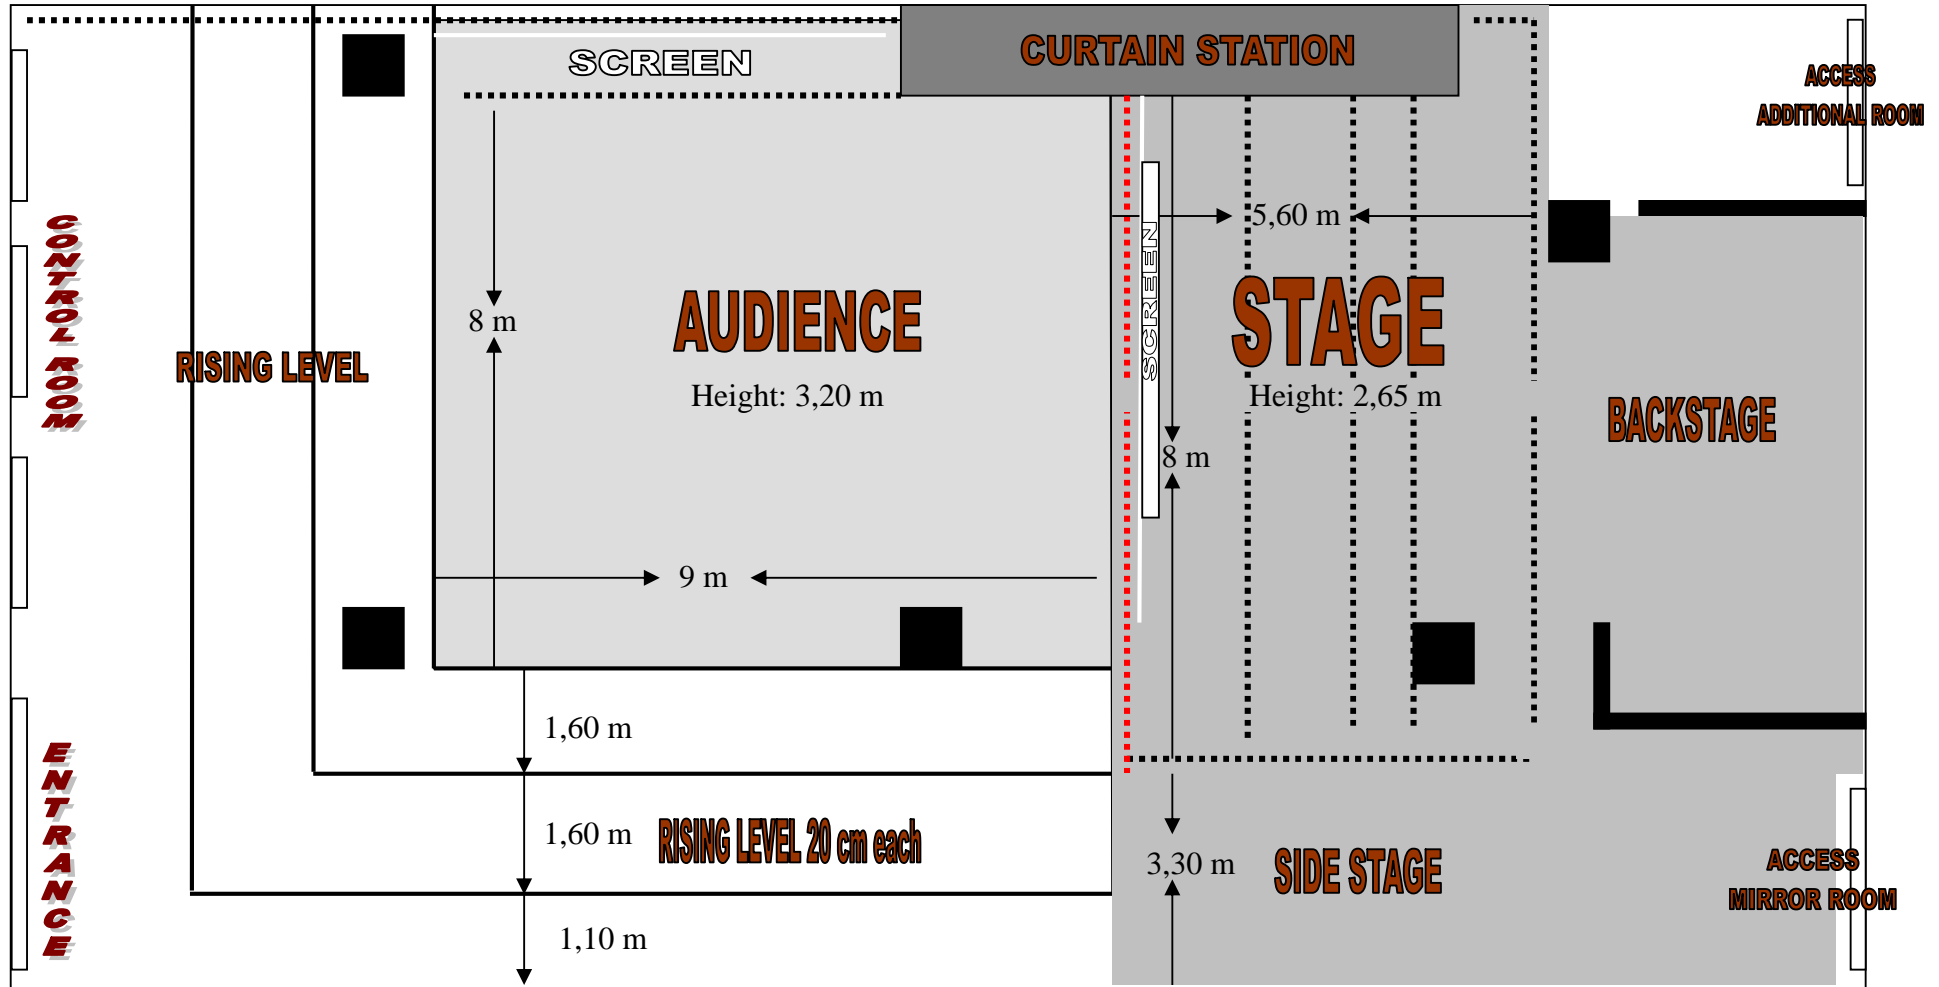 SCREEN
CURTAIN STATION
ACCESS
ADDITIONAL ROOM
CONTROL ROOM
5,60 m
SCREEN
8 m
AUDIENCE
STAGE
RISING LEVEL
Height: 3,20 m
Height: 2,65 m
BACKSTAGE
8 m
9 m
1,60 m
ENTRANCE
1,60 m
RISING LEVEL 20 cm each
3,30 m
SIDE STAGE
ACCESS
MIRROR ROOM
1,10 m